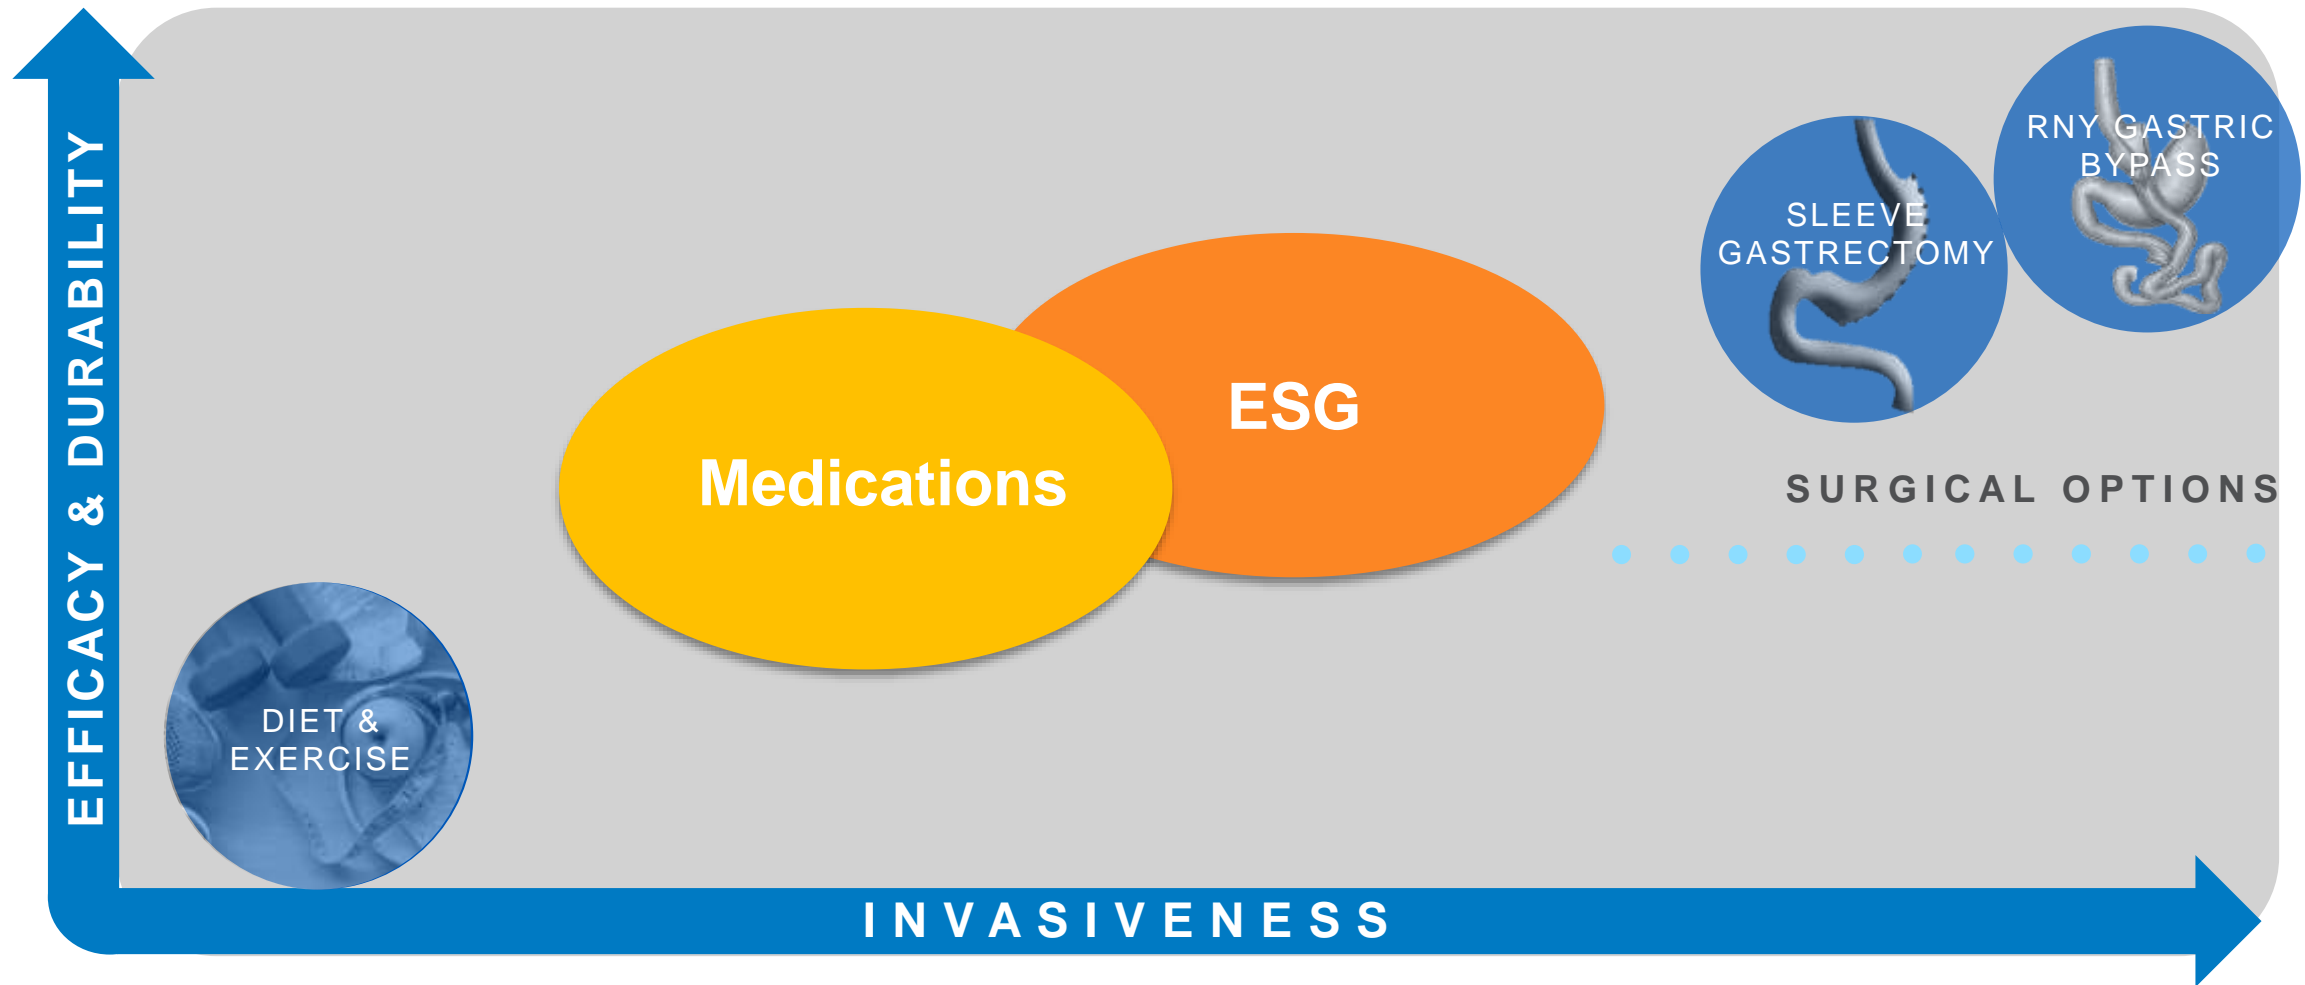 EFFICACY & DURABILITY
RNY GASTRIC
BYPASS
SLEEVE
GASTRECTOMY
ESG
Medications
SURGICAL OPTIONS
DIET &
EXERCISE
INVASIVENESS